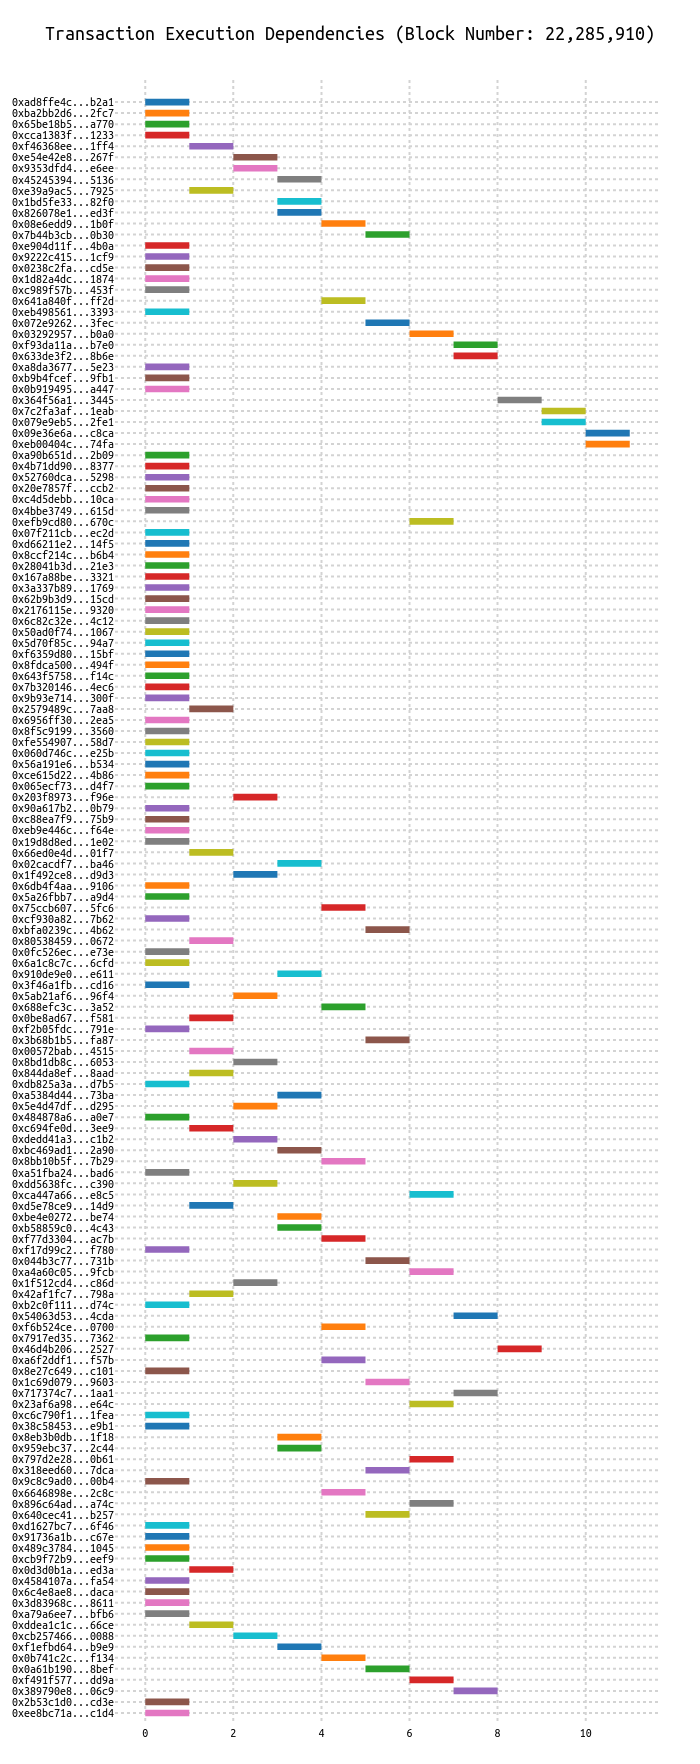 Transaction Execution Dependencies (Block Number: 22,285,910)
0xad8ffe4c...b2a1
0xba2bb2d6...2fc7
0x65be18b5...a770
0xcca1383f...1233
0xf46368ee...1ff4
0xe54e42e8...267f
0x9353dfd4...e6ee
0x45245394...5136
0xe39a9ac5...7925
0x1bd5fe33...82f0
0x826078e1...ed3f
0x08e6edd9...1b0f
0x7b44b3cb...0b30
0xe904d11f...4b0a
0x9222c415...1cf9
0x0238c2fa...cd5e
0x1d82a4dc...1874
0xc989f57b...453f
0x641a840f...ff2d
0xeb498561...3393
0x072e9262...3fec
0x03292957...b0a0
0xf93da11a...b7e0
0x633de3f2...8b6e
0xa8da3677...5e23
0xb9b4fcef...9fb1
0x0b919495...a447
0x364f56a1...3445
0x7c2fa3af...1eab
0x079e9eb5...2fe1
0x09e36e6a...c8ca
0xeb00404c...74fa
0xa90b651d...2b09
0x4b71dd90...8377
0x52760dca...5298
0x20e7857f...ccb2
0xc4d5debb...10ca
0x4bbe3749...615d
0xefb9cd80...670c
0x07f211cb...ec2d
0xd66211e2...14f5
0x8ccf214c...b6b4
0x28041b3d...21e3
0x167a88be...3321
0x3a337b89...1769
0x62b9b3d9...15cd
0x2176115e...9320
0x6c82c32e...4c12
0x50ad0f74...1067
0x5d70f85c...94a7
0xf6359d80...15bf
0x8fdca500...494f
0x643f5758...f14c
0x7b320146...4ec6
0x9b93e714...300f
0x2579489c...7aa8
0x6956ff30...2ea5
0x8f5c9199...3560
0xfe554907...58d7
0x060d746c...e25b
0x56a191e6...b534
0xce615d22...4b86
0x065ecf73...d4f7
0x203f8973...f96e
0x90a617b2...0b79
0xc88ea7f9...75b9
0xeb9e446c...f64e
0x19d8d8ed...1e02
0x66ed0e4d...01f7
0x02cacdf7...ba46
0x1f492ce8...d9d3
0x6db4f4aa...9106
0x5a26fbb7...a9d4
0x75ccb607...5fc6
0xcf930a82...7b62
0xbfa0239c...4b62
0x80538459...0672
0x0fc526ec...e73e
0x6a1c8c7c...6cfd
0x910de9e0...e611
0x3f46a1fb...cd16
0x5ab21af6...96f4
0x688efc3c...3a52
0x0be8ad67...f581
0xf2b05fdc...791e
0x3b68b1b5...fa87
0x00572bab...4515
0x8bd1db8c...6053
0x844da8ef...8aad
0xdb825a3a...d7b5
0xa5384d44...73ba
0x5e4d47df...d295
0x484878a6...a0e7
0xc694fe0d...3ee9
0xdedd41a3...c1b2
0xbc469ad1...2a90
0x8bb10b5f...7b29
0xa51fba24...bad6
0xdd5638fc...c390
0xca447a66...e8c5
0xd5e78ce9...14d9
0xbe4e0272...be74
0xb58859c0...4c43
0xf77d3304...ac7b
0xf17d99c2...f780
0x044b3c77...731b
0xa4a60c05...9fcb
0x1f512cd4...c86d
0x42af1fc7...798a
0xb2c0f111...d74c
0x54063d53...4cda
0xf6b524ce...0700
0x7917ed35...7362
0x46d4b206...2527
0xa6f2ddf1...f57b
0x8e27c649...c101
0x1c69d079...9603
0x717374c7...1aa1
0x23af6a98...e64c
0xc6c790f1...1fea
0x38c58453...e9b1
0x8eb3b0db...1f18
0x959ebc37...2c44
0x797d2e28...0b61
0x318eed60...7dca
0x9c8c9ad0...00b4
0x6646898e...2c8c
0x896c64ad...a74c
0x640cec41...b257
0xd1627bc7...6f46
0x91736a1b...c67e
0x489c3784...1045
0xcb9f72b9...eef9
0x0d3d0b1a...ed3a
0x4584107a...fa54
0x6c4e8ae8...daca
0x3d83968c...8611
0xa79a6ee7...bfb6
0xddea1c1c...66ce
0xcb257466...0088
0xf1efbd64...b9e9
0x0b741c2c...f134
0x0a61b190...8bef
0xf491f577...dd9a
0x389790e8...06c9
0x2b53c1d0...cd3e
0xee8bc71a...c1d4
0 2 4 6 8 10